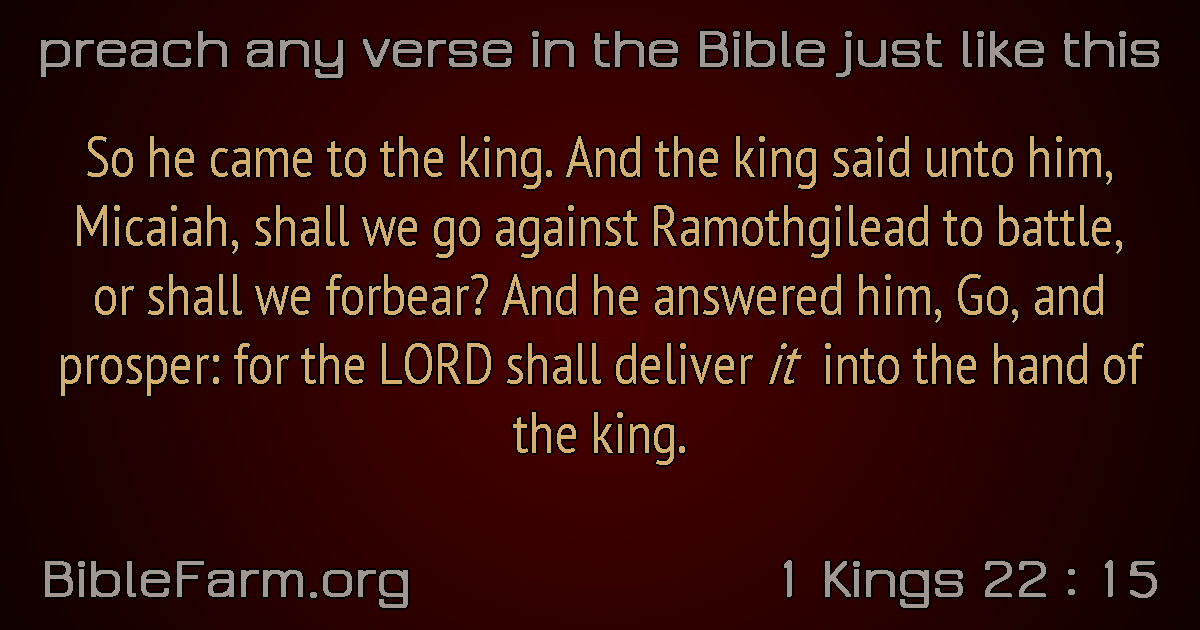 preach any verse in the Bible just like this
So he came to the king. And the king said unto him,
Micaiah, shall we go against Ramothgilead to battle,
or shall we forbear? And he answered him, Go, and
prosper: for the LORD shall deliver it into the hand of
the king.
BibleFarm.org
1 Kings 22 : 15